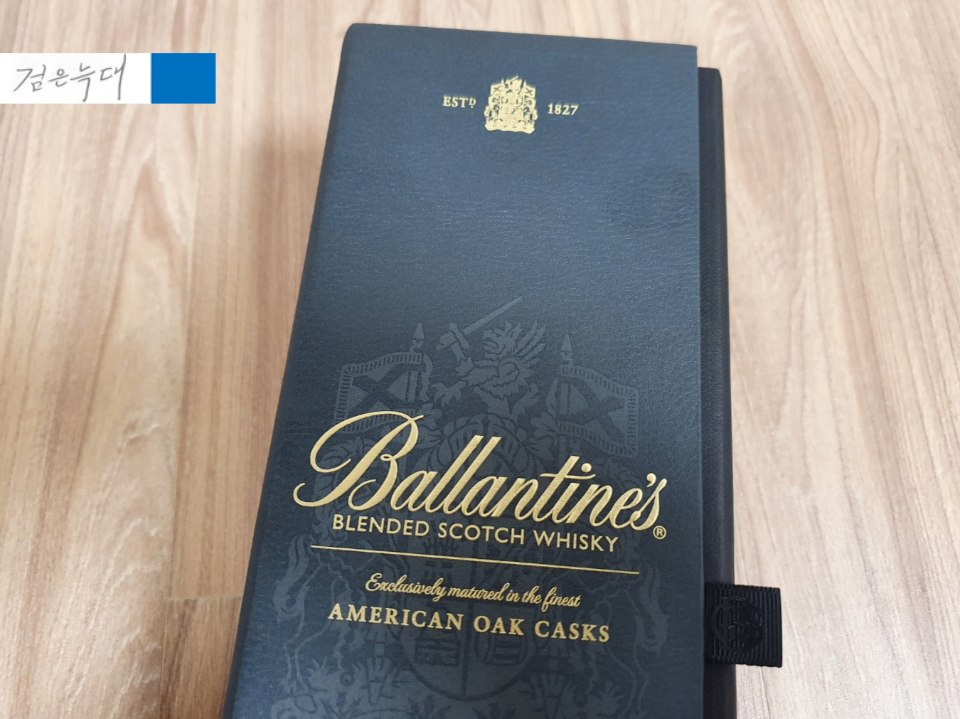 검은늑대
ESTD 1827
Ballantine's®
BLENDED SCOTCH WHISKY
Exclusively matured in the finest
AMERICAN OAK CASKS